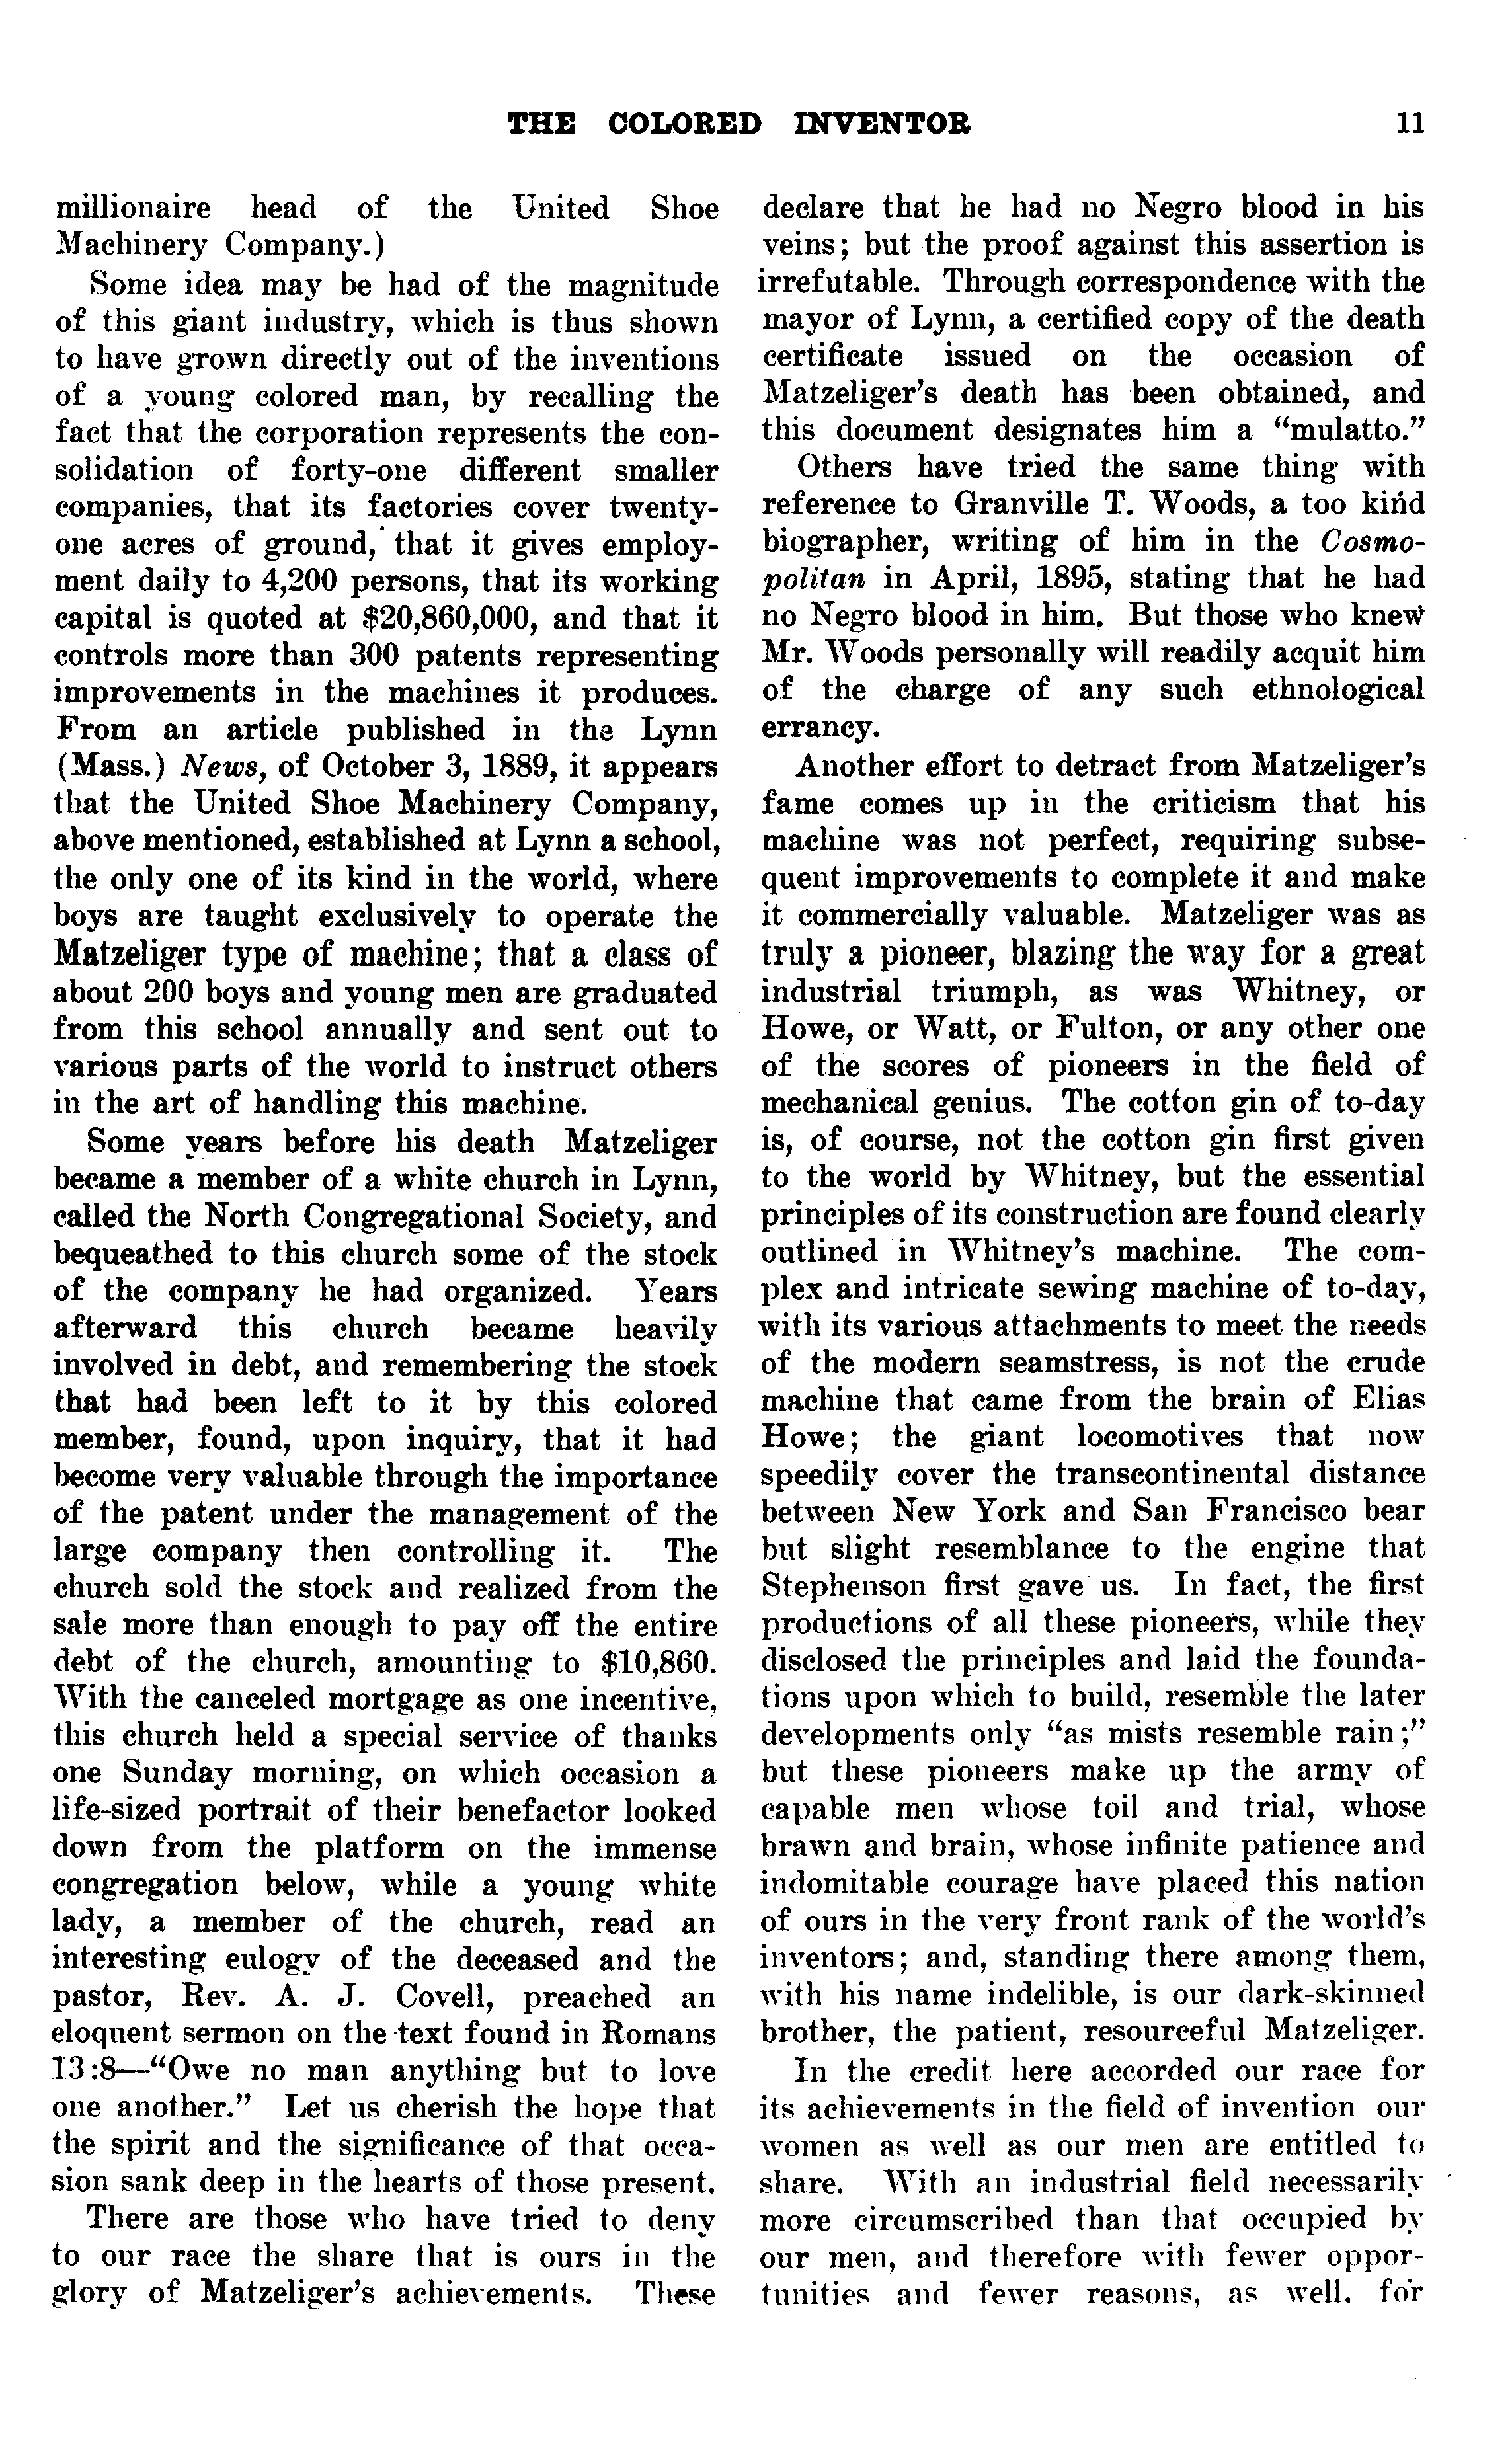 THE COLORED INVENTOR 11
millionaire head of the United Shoe
Machinery Company.)
Some idea may be had of the magnitude
of this giant industry, which is thus shown
to have grown directly out of the inventions
of a young colored man, by recalling the
fact that the corporation represents the con-
solidation of forty-one different smaller
companies, that its factories cover twenty-
one acres of ground, that it gives employ-
ment daily to 4,200 persons, that its working
capital is quoted at $20,860,000, and that it
controls more than 300 patents representing
improvements in the machines it produces.
From an article published in the Lynn
(Mass.) News, of October 3, 1889, it appears
that the United Shoe Machinery Company,
above mentioned, established at Lynn a school,
the only one of its kind in the world, where
boys are taught exclusively to operate the
Matzeliger type of machine; that a class of
about 200 boys and young men are graduated
from this school annually and sent out to
various parts of the world to instruct others
in the art of handling this machine.
Some years before his death Matzeliger
became a member of a white church in Lynn,
called the North Congregational Society, and
bequeathed to this church some of the stock
of the company he had organized. Years
afterward this church became heavily
involved in debt, and remembering the stock
that had been left to it by this colored
member, found, upon inquiry, that it had
become very valuable through the importance
of the patent under the management of the
large company then controlling it. The
church sold the stock and realized from the
sale more than enough to pay off the entire
debt of the church, amounting to $10,860.
With the canceled mortgage as one incentive,
this church held a special service of thanks
one Sunday morning, on which occasion a
life-sized portrait of their benefactor looked
down from the platform on the immense
congregation below, while a young white
lady, a member of the church, read an
interesting eulogy of the deceased and the
pastor, Rev. A. J. Covell, preached an
eloquent sermon on the text found in Romans
13:8—“Owe no man anything but to love
one another.” Let us cherish the hope that
the spirit and the significance of that occa-
sion sank deep in the hearts of those present.
There are those who have tried to deny
to our race the share that is ours in the
glory of Matzeliger’s achievements. These
declare that he had no Negro blood in his
veins; but the proof against this assertion is
irrefutable. Through correspondence with the
mayor of Lynn, a certified copy of the death
certificate issued on the occasion of
Matzeliger’s death has been obtained, and
this document designates him a “mulatto.”
Others have tried the same thing with
reference to Granville T. Woods, a too kind
biographer, writing of him in the Cosmo-
politan in April, 1895, stating that he had
no Negro blood in him. But those who knew
Mr. Woods personally will readily acquit him
of the charge of any such ethnological
errancy.
Another effort to detract from Matzeliger’s
fame comes up in the criticism that his
machine was not perfect, requiring subse-
quent improvements to complete it and make
it commercially valuable. Matzeliger was as
truly a pioneer, blazing the way for a great
industrial triumph, as was Whitney, or
Howe, or Watt, or Fulton, or any other one
of the scores of pioneers in the field of
mechanical genius. The cotton gin of to-day
is, of course, not the cotton gin first given
to the world by Whitney, but the essential
principles of its construction are found clearly
outlined in Whitney’s machine. The com-
plex and intricate sewing machine of to-day,
with its various attachments to meet the needs
of the modern seamstress, is not the crude
machine that came from the brain of Elias
Howe; the giant locomotives that now
speedily cover the transcontinental distance
between New York and San Francisco bear
but slight resemblance to the engine that
Stephenson first gave us. In fact, the first
productions of all these pioneers, while they
disclosed the principles and laid the founda-
tions upon which to build, resemble the later
developments only “as mists resemble rain;”
but these pioneers make up the army of
capable men whose toil and trial, whose
brawn and brain, whose infinite patience and
indomitable courage have placed this nation
of ours in the very front rank of the world’s
inventors; and, standing there among them,
with his name indelible, is our dark-skinned
brother, the patient, resourceful Matzeliger.
In the credit here accorded our race for
its achievements in the field of invention our
women as well as our men are entitled to
share. With an industrial field necessarily
more circumscribed than that occupied by
our men, and therefore with fewer oppor-
tunities and fewer reasons, as well, for